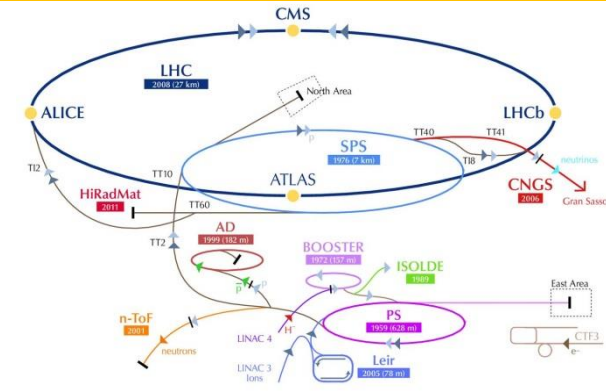 CMS
LHC
2008 (27 km)
North Area
ALICE
LHCb
TT40
TT41
SPS
1976 (7 km)
TI8
TI2
TT10
ATLAS
HiRadMat
2011
TT60
neutrinos
CNGS
2006
Gran Sasso
AD
1999 (182 m)
TT2
BOOSTER
1972 (157 m)
ISOLDE
1989
p
p
East Area
n-ToF
2001
LINAC 4
H⁻
PS
1959 (628 m)
neutrons
CTF3
e-
LINAC 3
Ions
Leir
2005 (78 m)